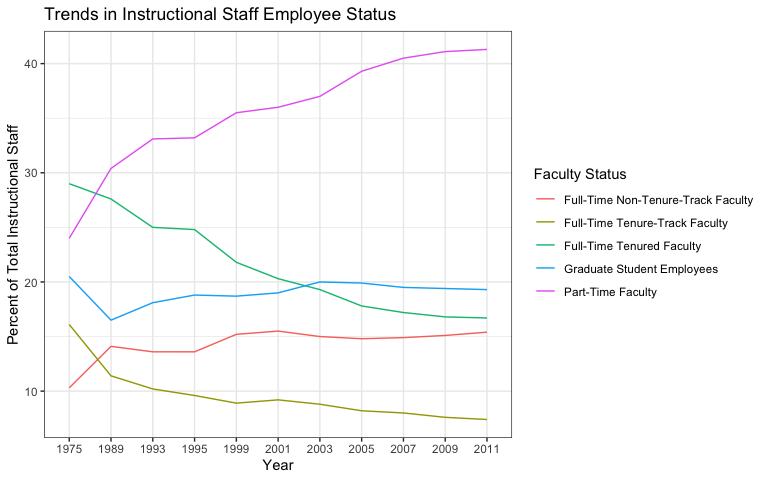 Trends in Instructional Staff Employee Status
Percent of Total Instructional Staff
40
30
20
10
1975 1989 1993 1995 1999 2001 2003 2005 2007 2009 2011
Year
Faculty Status
Full-Time Non-Tenure-Track Faculty
Full-Time Tenure-Track Faculty
Full-Time Tenured Faculty
Graduate Student Employees
Part-Time Faculty